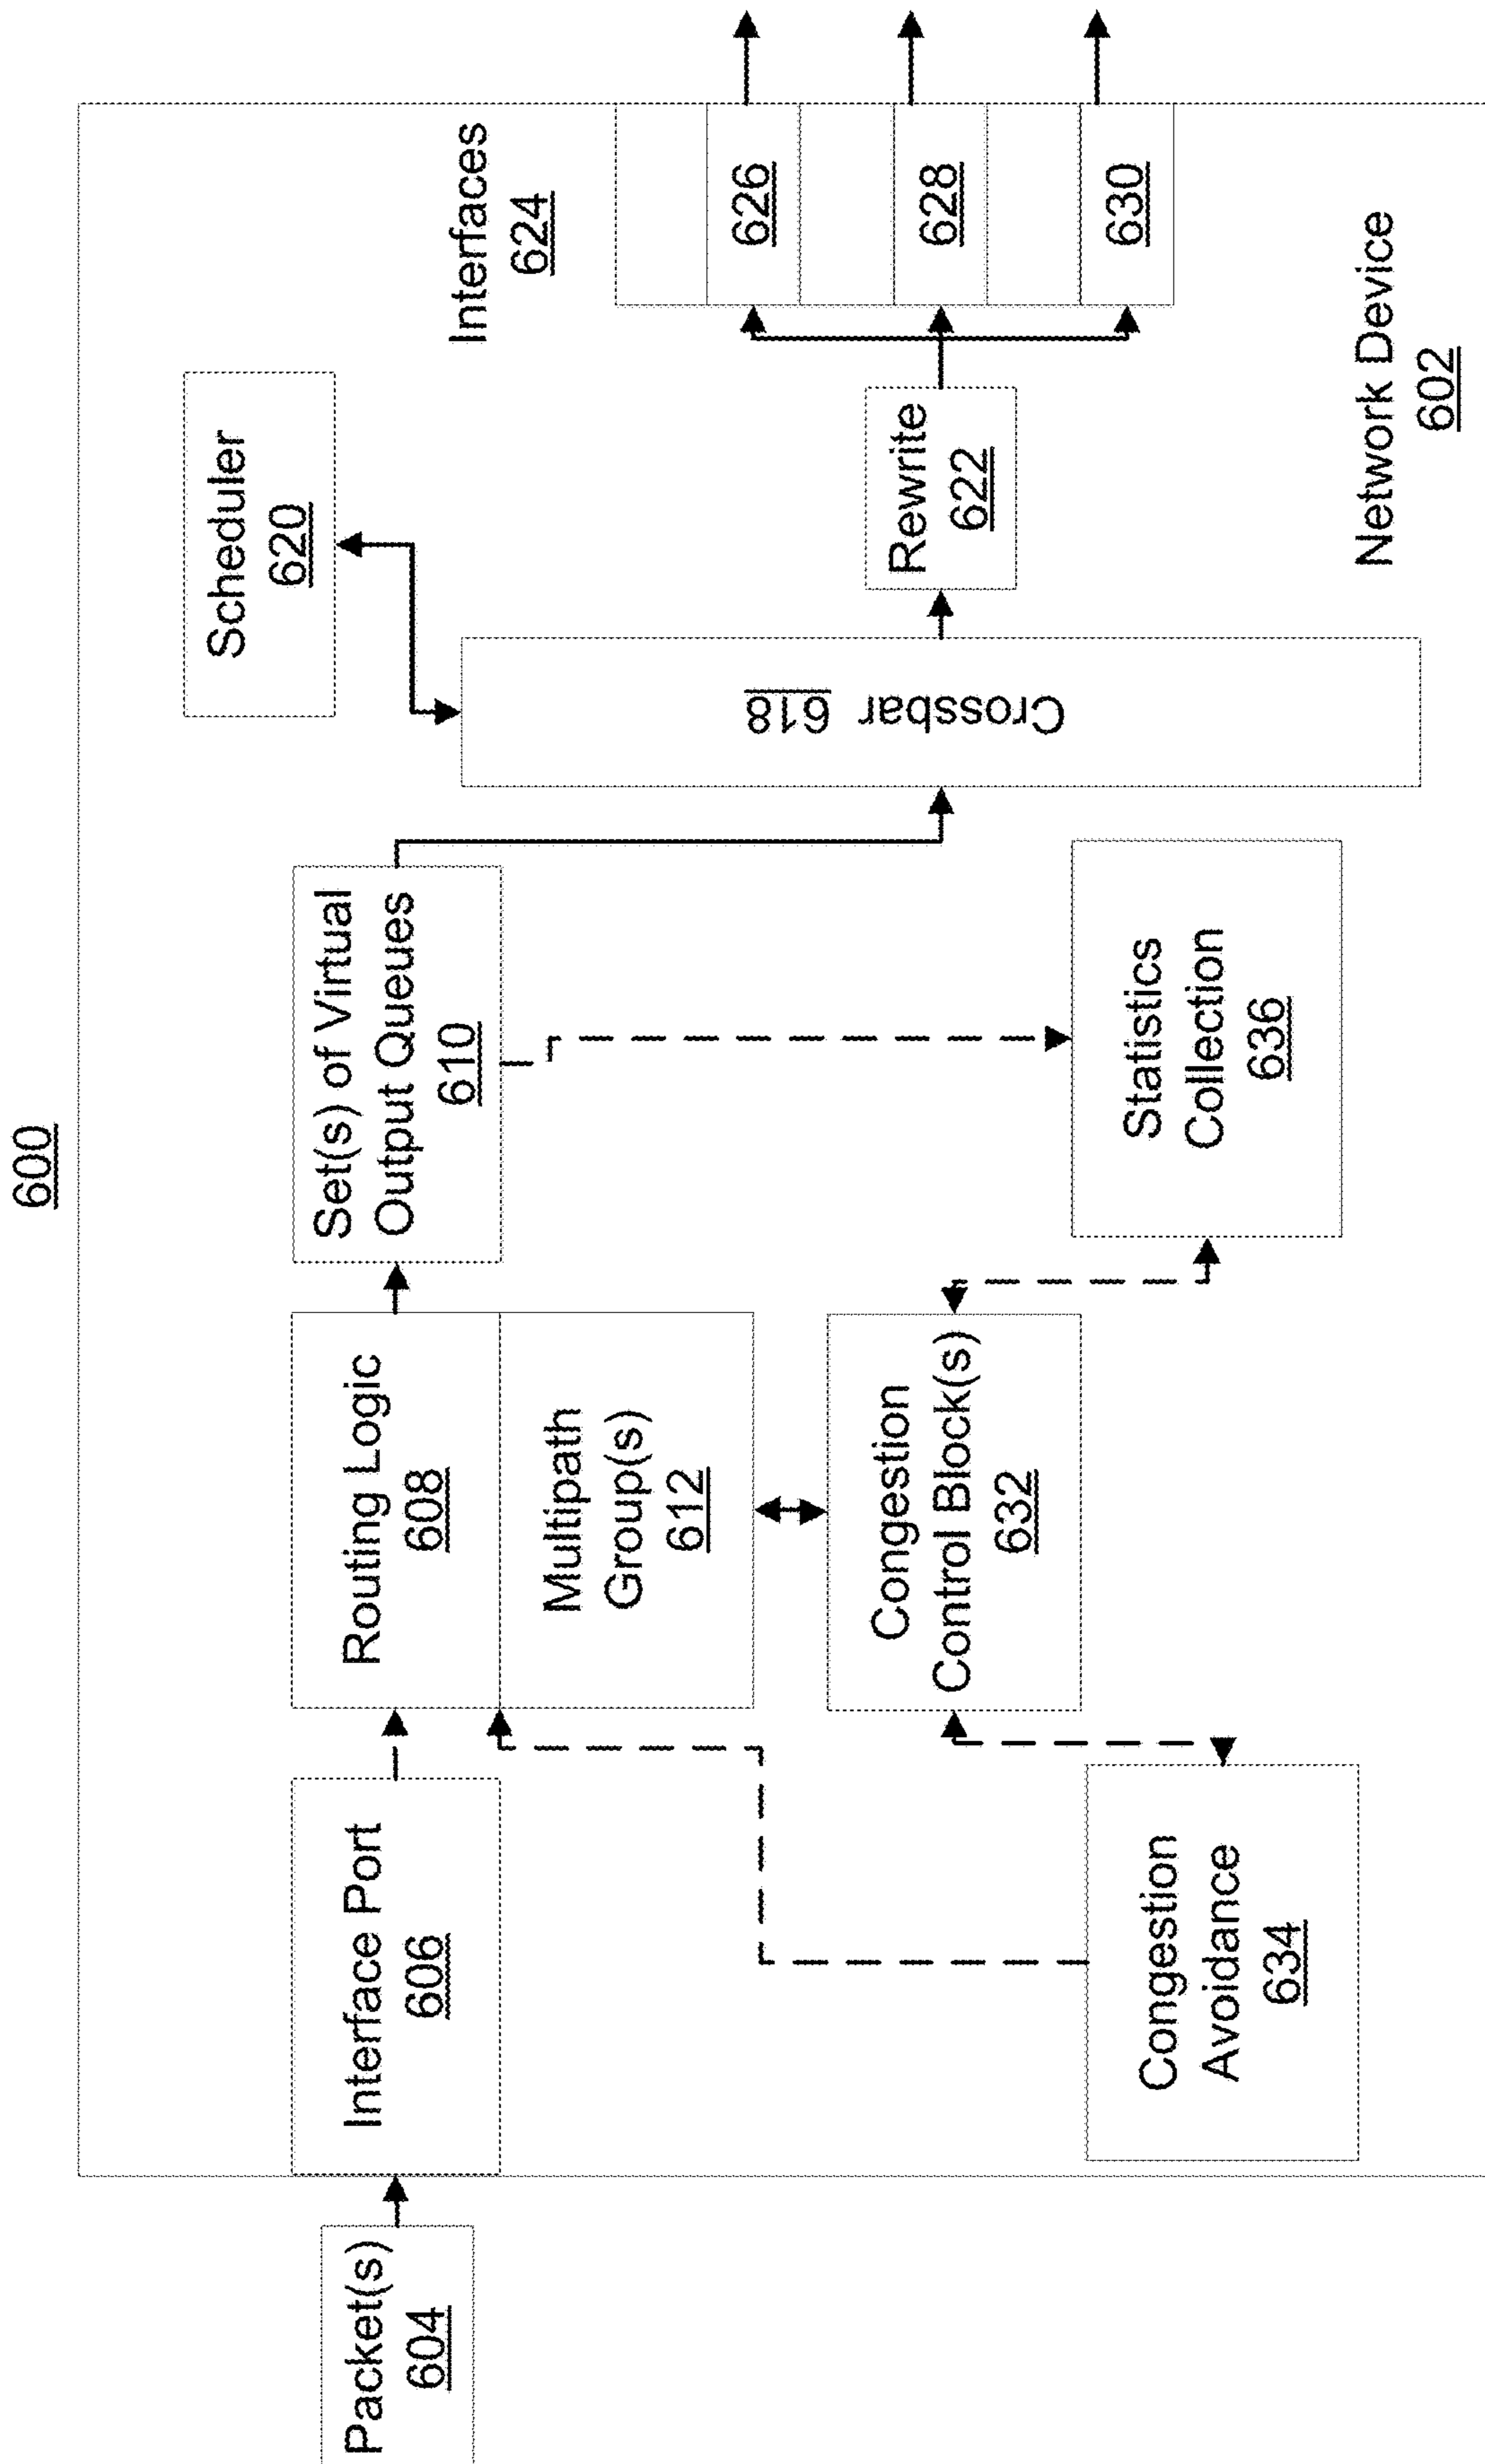 600
Packet(s)
604
Interface Port
606
Routing Logic
608
Multipath
Group(s)
612
Set(s) of Virtual
Output Queues
610
Scheduler
620
Crossbar 618
Rewrite
622
Interfaces
624
626
628
630
Congestion
Control Block(s)
632
Congestion
Avoidance
634
Statistics
Collection
636
Network Device
602